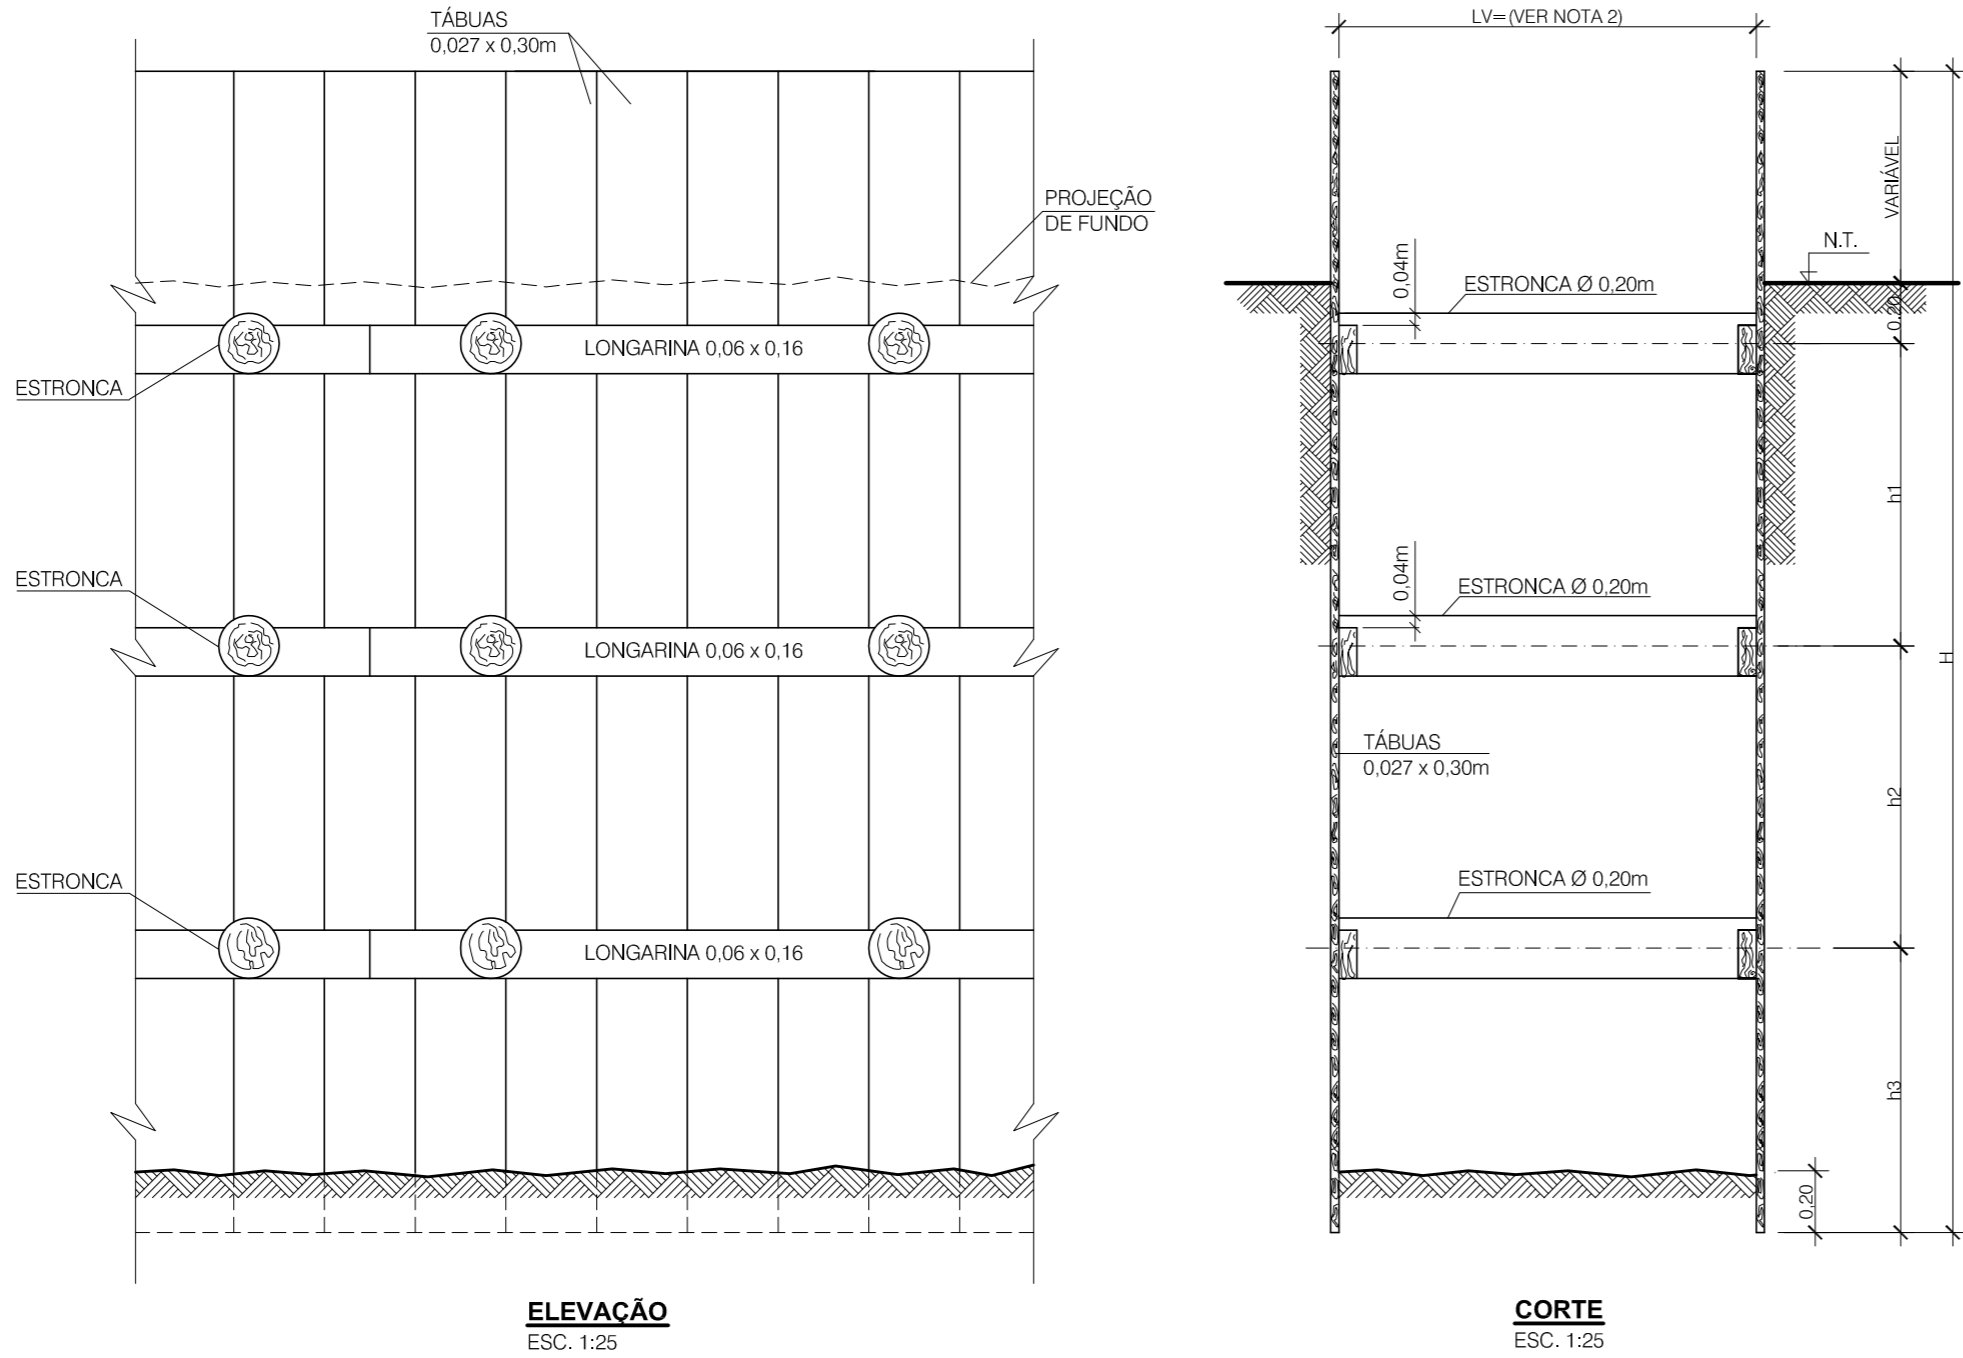 TÁBUAS
0,027 x 0,30m
PROJEÇÃO
DE FUNDO
LONGARINA 0,06 x 0,16
ESTRONCA
ESTRONCA
LONGARINA 0,06 x 0,16
ESTRONCA
LONGARINA 0,06 x 0,16
ELEVAÇÃO
ESC. 1:25
LV=(VER NOTA 2)
VARIÁVEL
N.T.
0,04m
ESTRONCA Ø 0,20m
0,20
h1
0,04m
ESTRONCA Ø 0,20m
H
TÁBUAS
0,027 x 0,30m
h2
ESTRONCA Ø 0,20m
h3
0,20
CORTE
ESC. 1:25